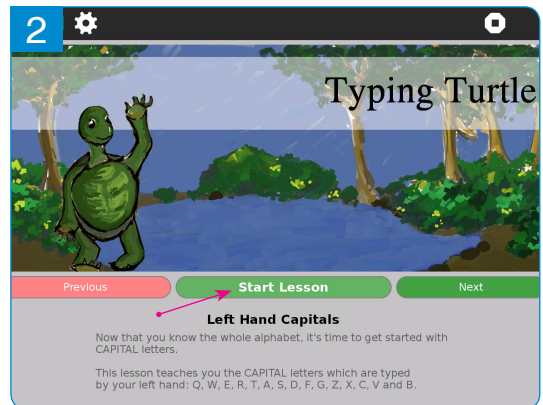 2
Typing Turtle
Previous
Start Lesson
Next
Left Hand Capitals
Now that you know the whole alphabet, it's time to get started with
CAPITAL letters.
This lesson teaches you the CAPITAL letters which are typed
by your left hand: Q, W, E, R, T, A, S, D, F, G, Z, X, C, V and B.